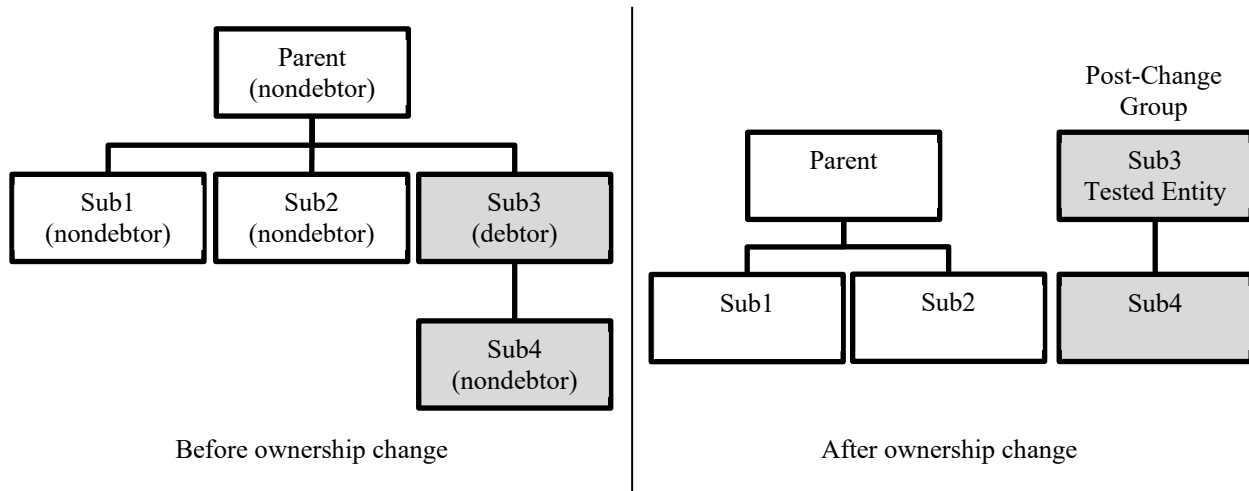 Parent
(nondebtor)
Sub1
(nondebtor)
Sub2
(nondebtor)
Sub3
(debtor)
Sub4
(nondebtor)
Before ownership change
Post-Change
Group
Parent
Sub3
Tested Entity
Sub1
Sub2
Sub4
After ownership change